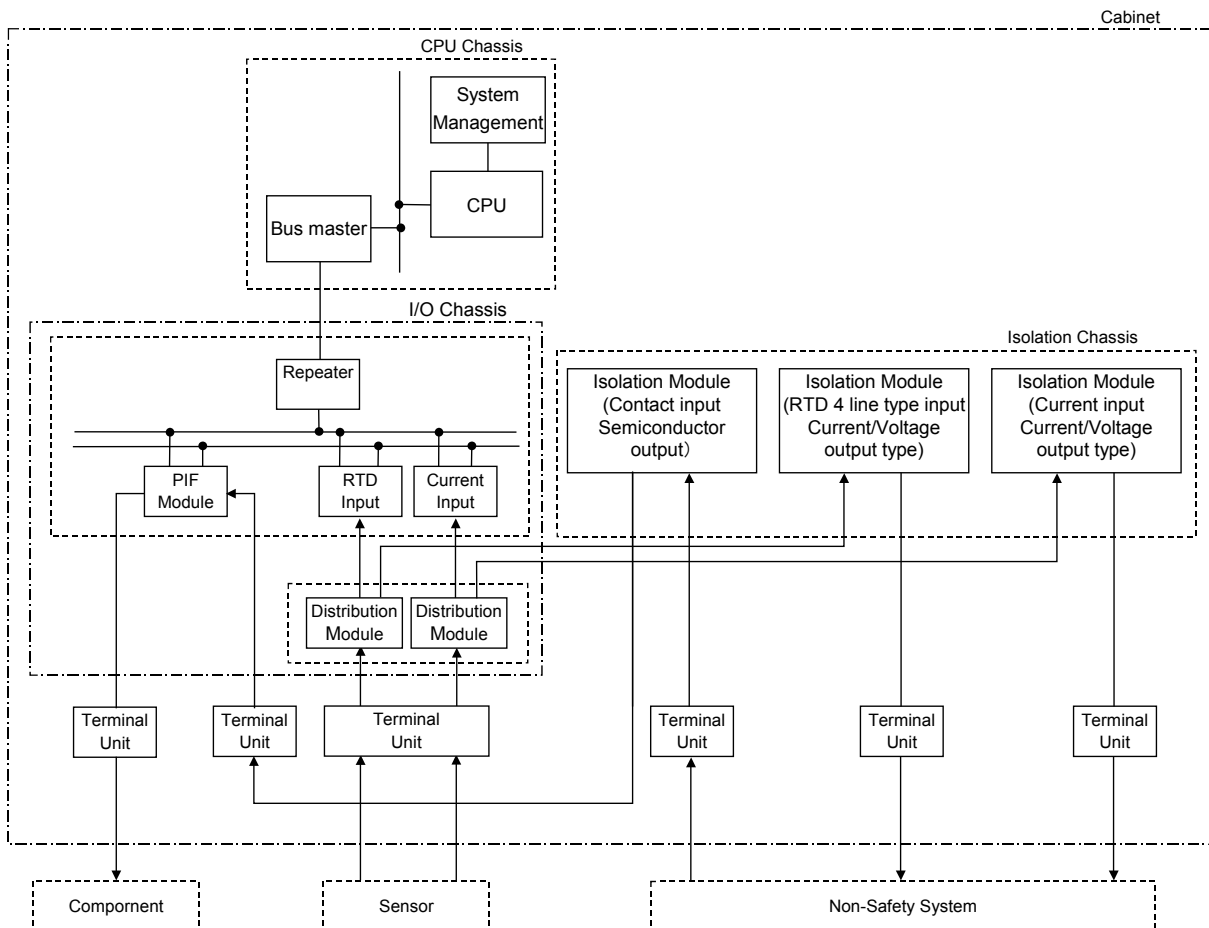 Cabinet
CPU Chassis
System
Management
CPU
Bus master
I/O Chassis
Repeater
PIF
Module
RTD
Input
Current
Input
Distribution
Module
Distribution
Module
Isolation Chassis
Isolation Module
(Contact input
Semiconductor
output）
Isolation Module
(RTD 4 line type input
Current/Voltage
output type)
Isolation Module
(Current input
Current/Voltage
output type)
Terminal
Unit
Terminal
Unit
Terminal
Unit
Terminal
Unit
Terminal
Unit
Terminal
Unit
Compornent
Sensor
Non-Safety System